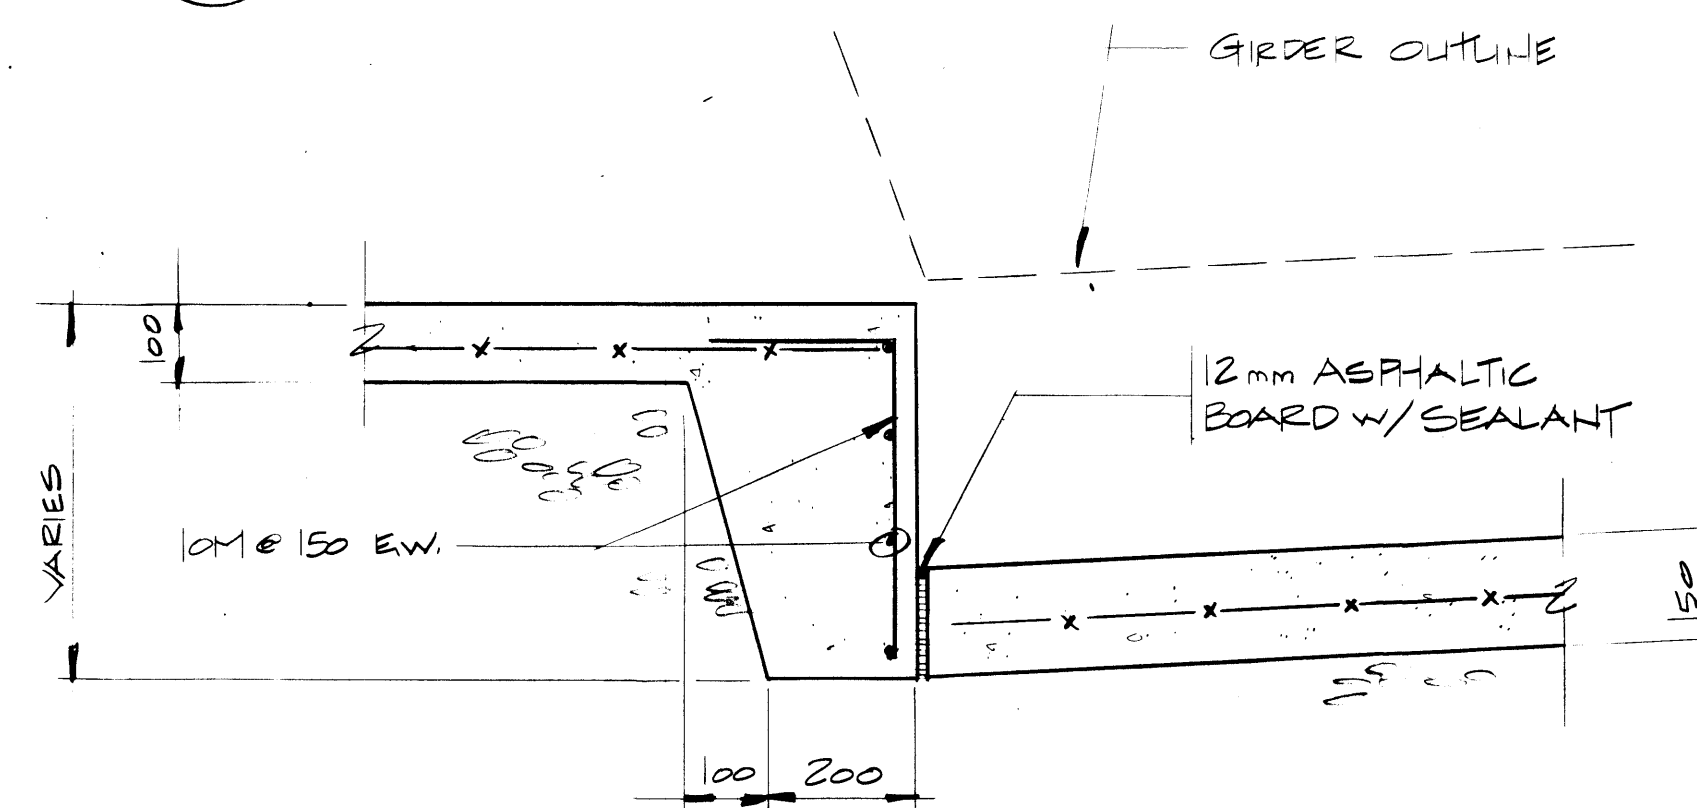 GIRDER OUTLINE
100
12mm ASPHALTIC
BOARD W/ SEALANT
VARIES
10M @ 150 E.W.
150
100
200